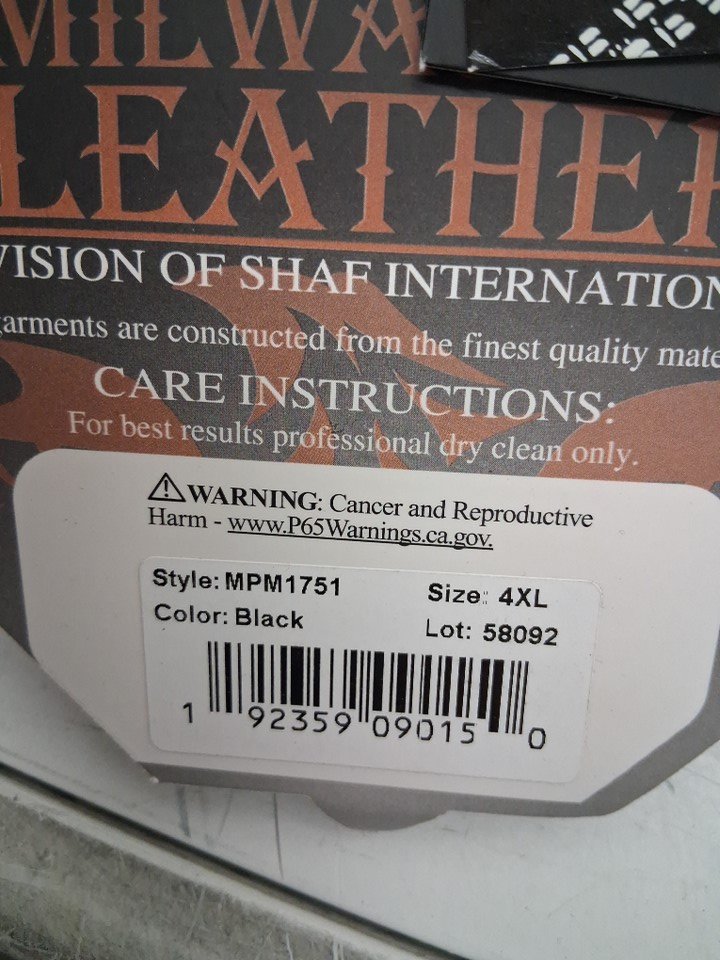 MILWA
LEATHER
VISION OF SHAF INTERNATION
garments are constructed from the finest quality mate
CARE INSTRUCTIONS:
For best results professional dry clean only.
⚠WARNING: Cancer and Reproductive
Harm - www.P65Warnings.ca.gov.
Style: MPM1751 Size: 4XL
Color: Black Lot: 58092
1 92359 09015 0